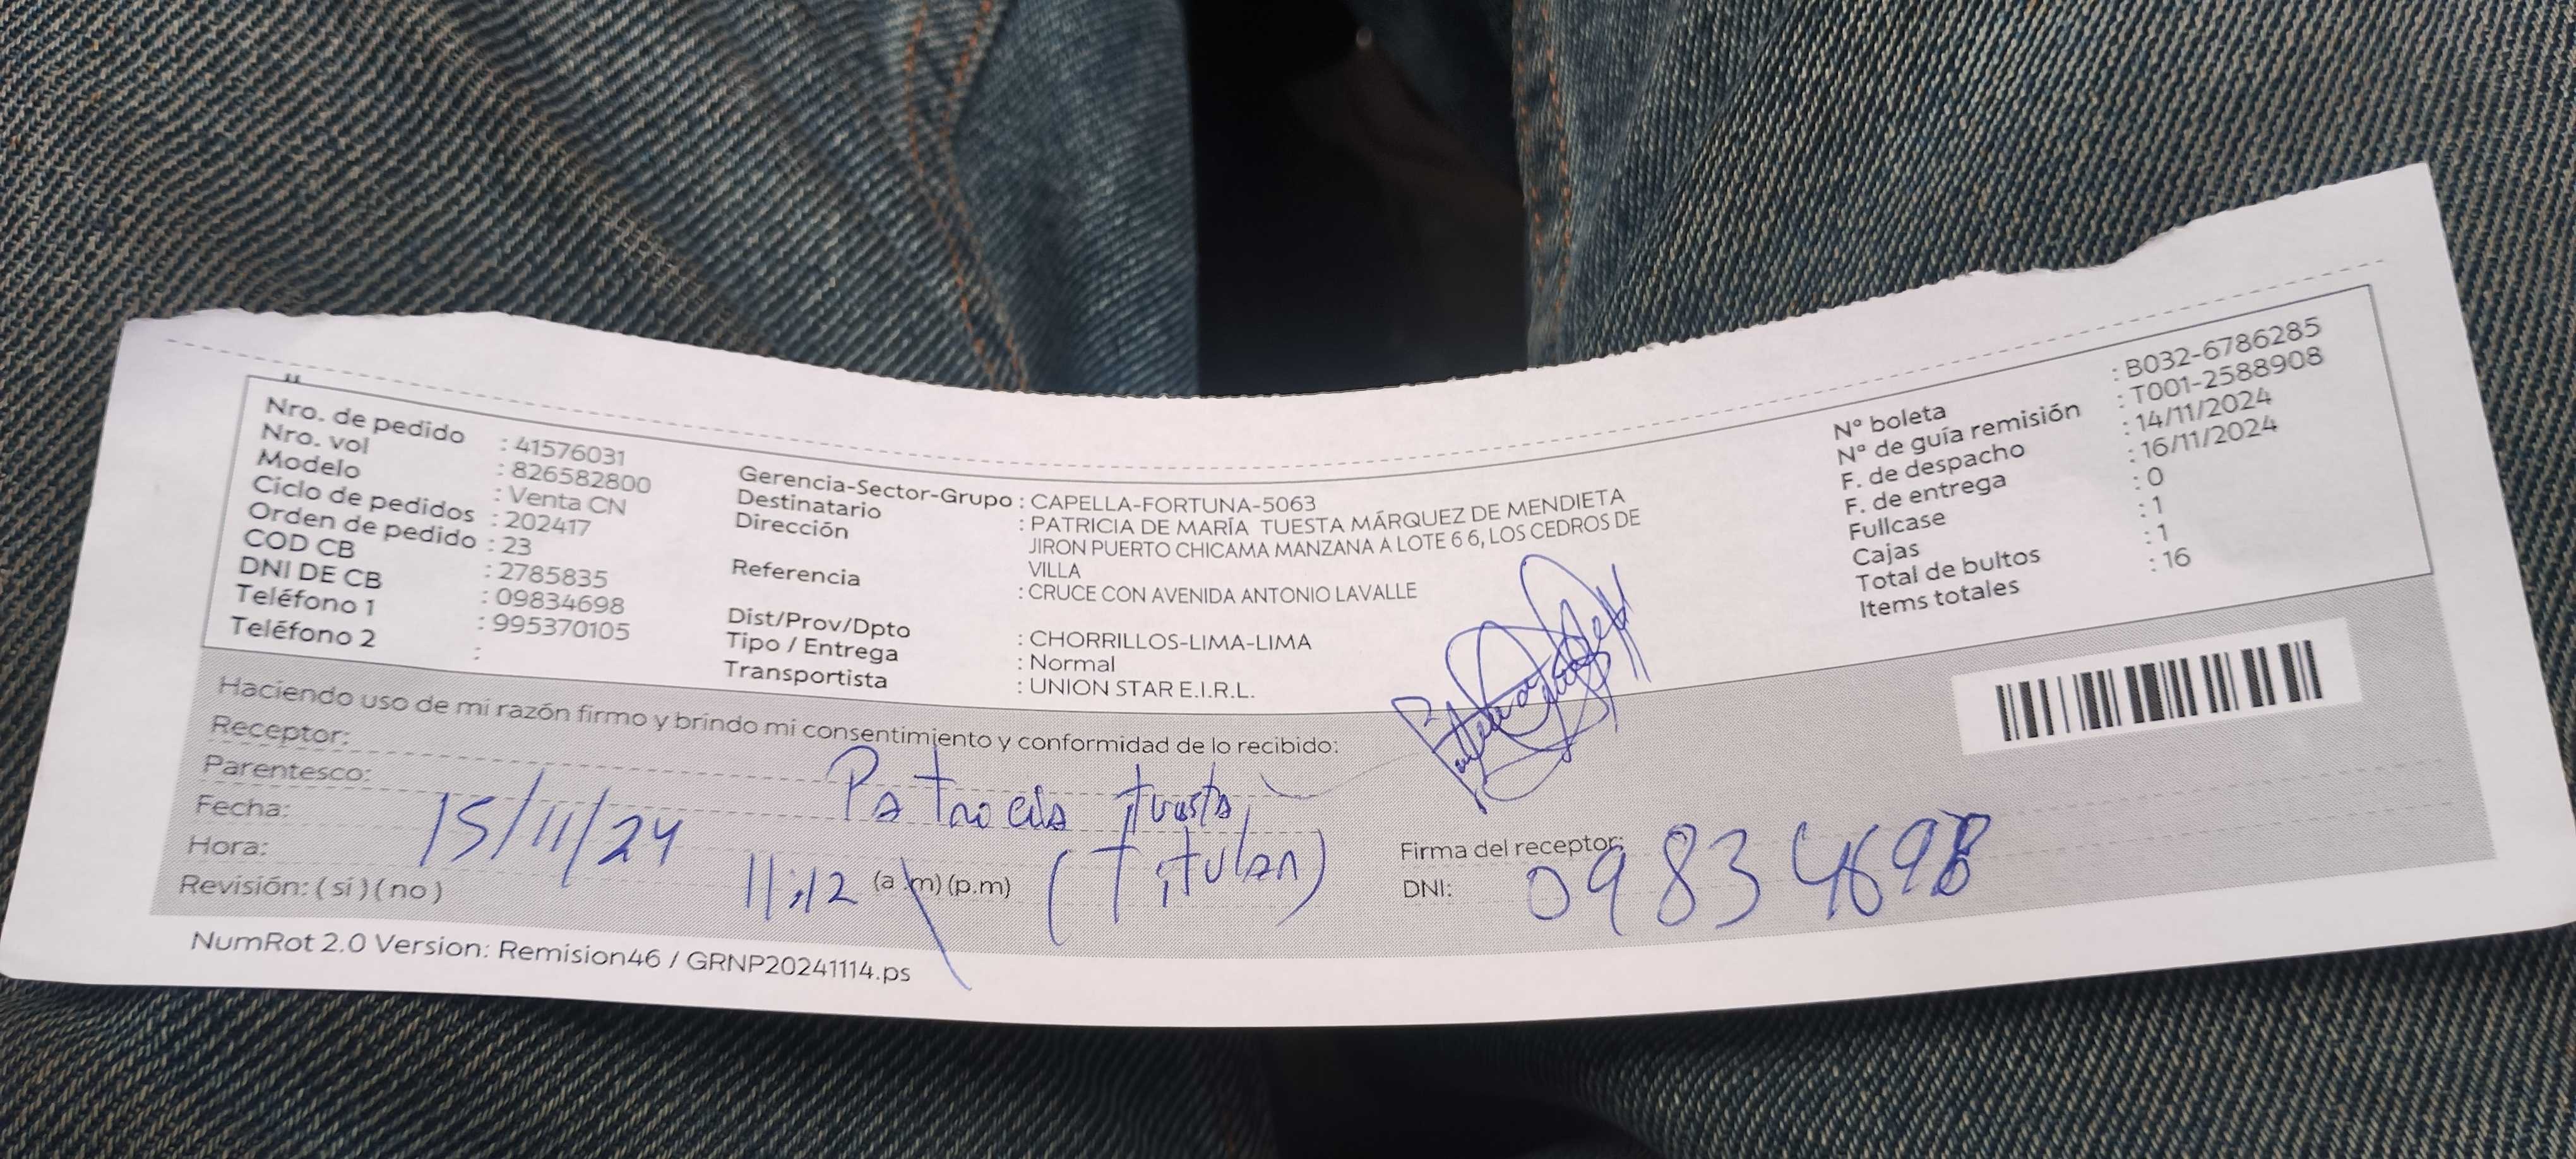 Nro. de pedido : 41576031
Nro. vol : 826582800
Modelo : Venta CN
Ciclo de pedidos : 202417
Orden de pedido : 23
COD CB : 2785835
DNI DE CB : 09834698
Teléfono 1 : 995370105
Teléfono 2 :
Gerencia-Sector-Grupo : CAPELLA-FORTUNA-5063
Destinatario : PATRICIA DE MARÍA TUESTA MÁRQUEZ DE MENDIETA
Dirección : JIRON PUERTO CHICAMA MANZANA A LOTE 6 6, LOS CEDROS DE
VILLA
Referencia : CRUCE CON AVENIDA ANTONIO LAVALLE
Dist/Prov/Dpto : CHORRILLOS-LIMA-LIMA
Tipo / Entrega : Normal
Transportista : UNION STAR E.I.R.L.
Nº boleta : B032-6786285
Nº de guía remisión : T001-2588908
F. de despacho : 14/11/2024
F. de entrega : 16/11/2024
Fullcase : 0
Cajas : 1
Total de bultos : 1
Items totales : 16
Haciendo uso de mi razón firmo y brindo mi consentimiento y conformidad de lo recibido:
Receptor: Patricia tuesta
Parentesco: (Titular)
Fecha: 15/11/24
Hora: 11:12 (a.m) (p.m)
Revisión: ( sí ) ( no )
Firma del receptor:
DNI: 09834698
NumRot 2.0 Version: Remision46 / GRNP20241114.ps